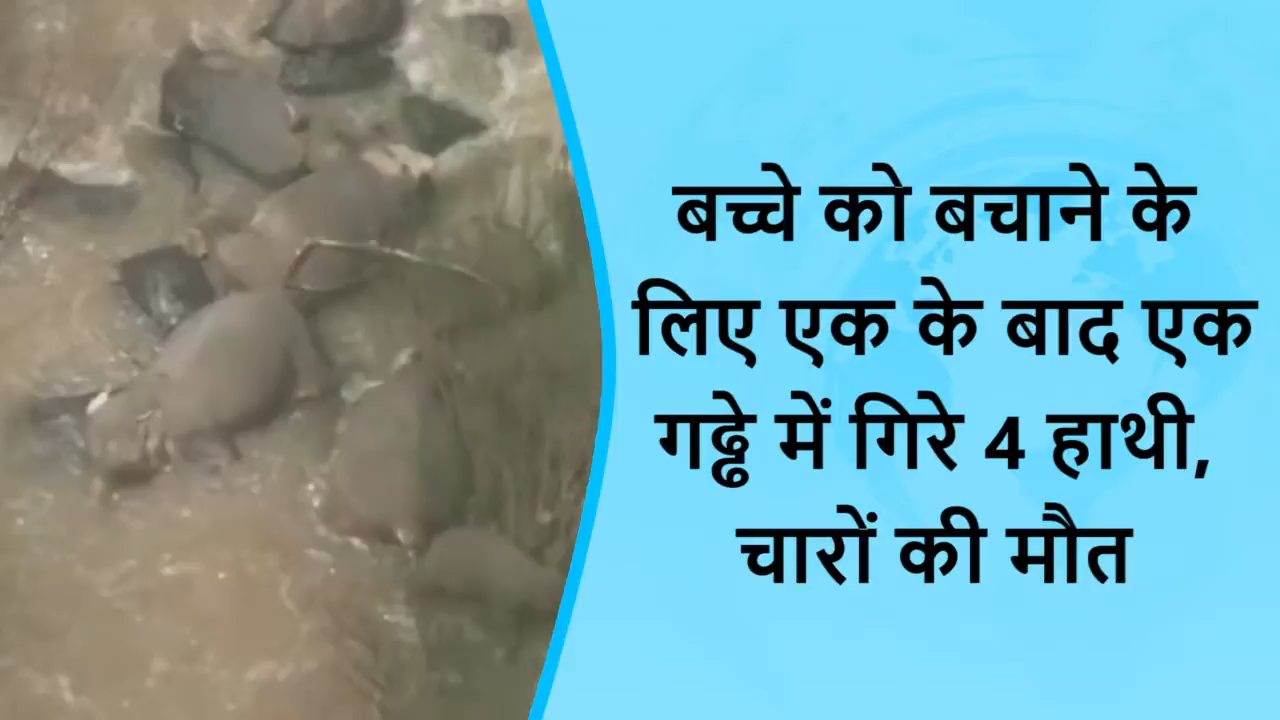 बच्चे को बचाने के
लिए एक के बाद एक
गढ्ढे में गिरे 4 हाथी,
चारों की मौत